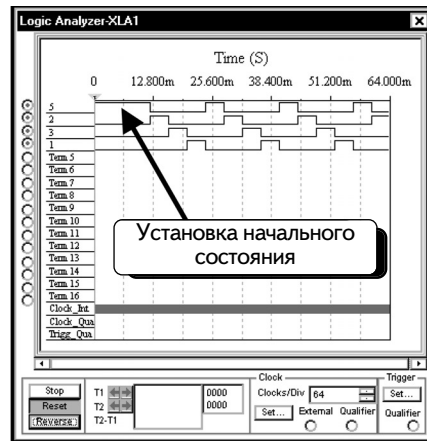 Logic Analyzer-XLA1
Time (S)
0 12.800m 25.600m 38.400m 51.200m 64.000m
5
2
3
1
Term 5
Term 6
Term 7
Term 8
Term 9
Term 10
Term 11
Term 12
Term 13
Term 14
Term 15
Term 16
Clock_Int
Clock_Qua
Trigg_Qua
Установка начального
состояния
Stop
Reset
Reverse
T1 0000
T2 0000
T2-T1
Clock
Clocks/Div 64
Set... External Qualifier
Trigger
Set...
Qualifier